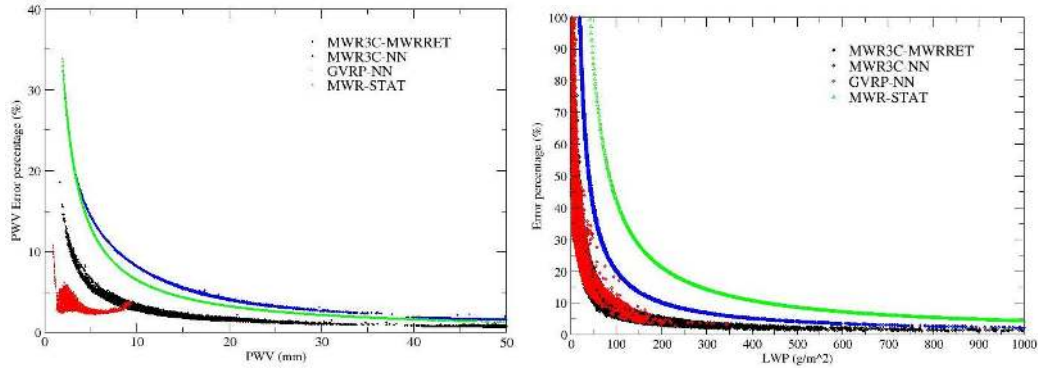 PWV Error percentage (%)
40
30
20
10
0
MWR3C-MWRRET
MWR3C-NN
GVRP-NN
MWR-STAT
0 10 20 30 40 50
PWV (mm)
Error percentage (%)
100
90
80
70
60
50
40
30
20
10
0
MWR3C-MWRRET
MWR3C-NN
GVRP-NN
MWR-STAT
0 100 200 300 400 500 600 700 800 900 1000
LWP (g/m^2)